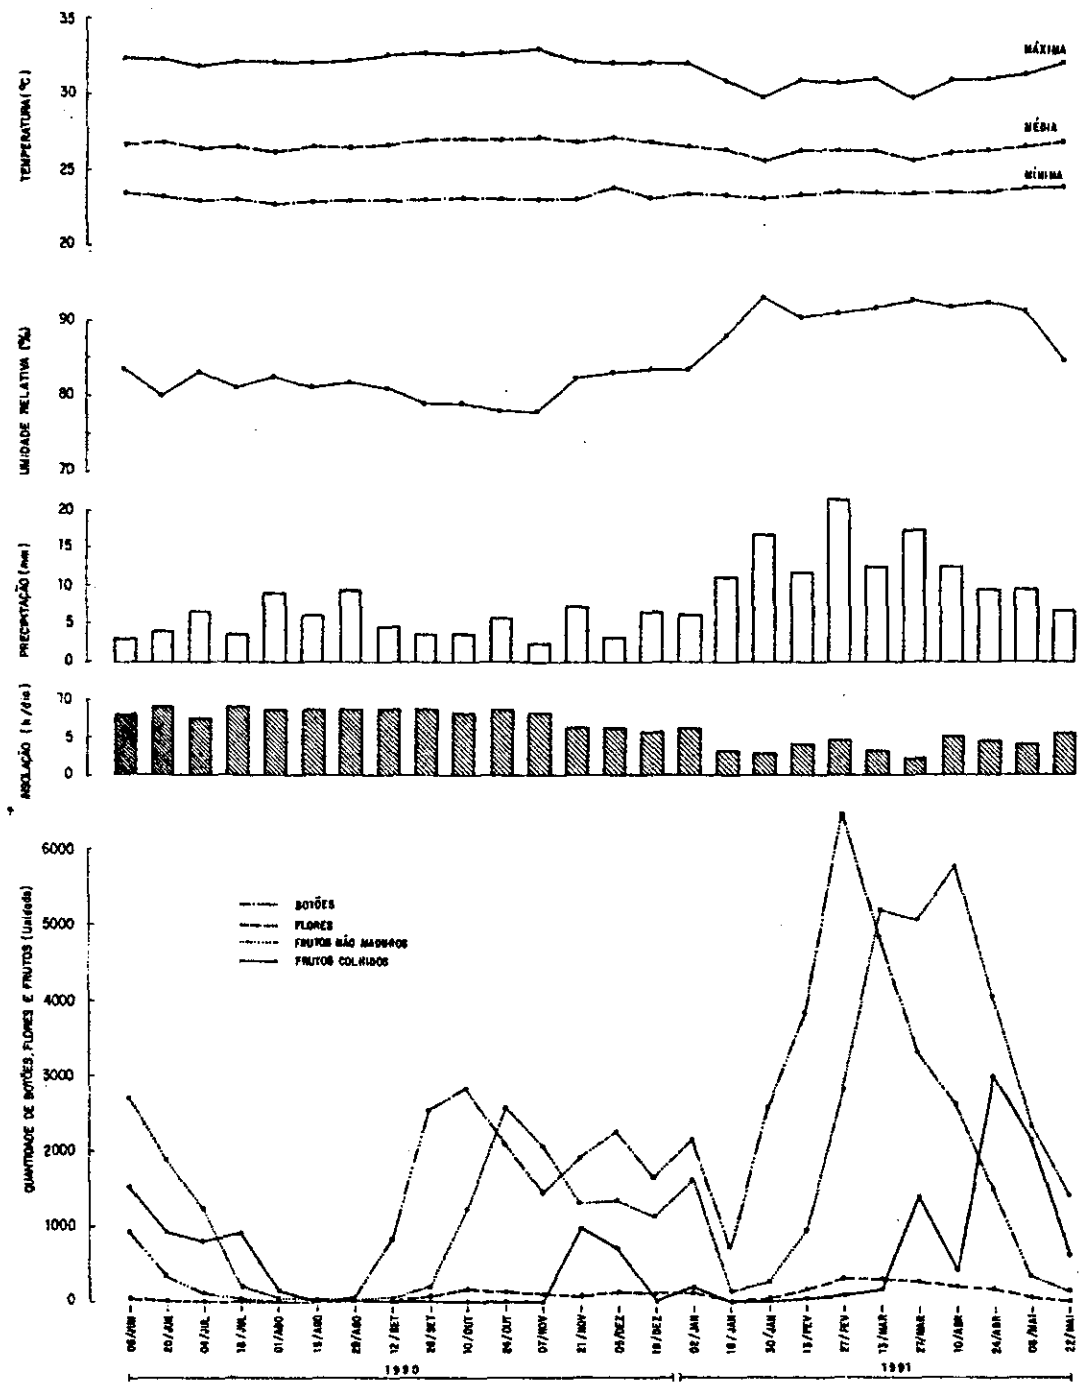 TEMPERATURA (ºC)
35
30
25
20
MÁXIMA
MÉDIA
MÍNIMA
UMIDADE RELATIVA (%)
90
80
70
PRECIPITAÇÃO (mm)
20
15
10
5
0
INSOLAÇÃO (h/dia)
10
5
0
QUANTIDADE DE BOTÕES, FLORES E FRUTOS (Unidade)
6000
5000
4000
3000
2000
1000
0
BOTÕES
FLORES
FRUTOS NÃO MADUROS
FRUTOS COLHIDOS
06/JUN
20/JUN
04/JUL
18/JUL
01/AGO
15/AGO
29/AGO
12/SET
26/SET
10/OUT
24/OUT
07/NOV
21/NOV
05/DEZ
19/DEZ
02/JAN
16/JAN
30/JAN
13/FEV
27/FEV
13/MAR
27/MAR
10/ABR
24/ABR
08/MAI
22/MAI
1990
1991